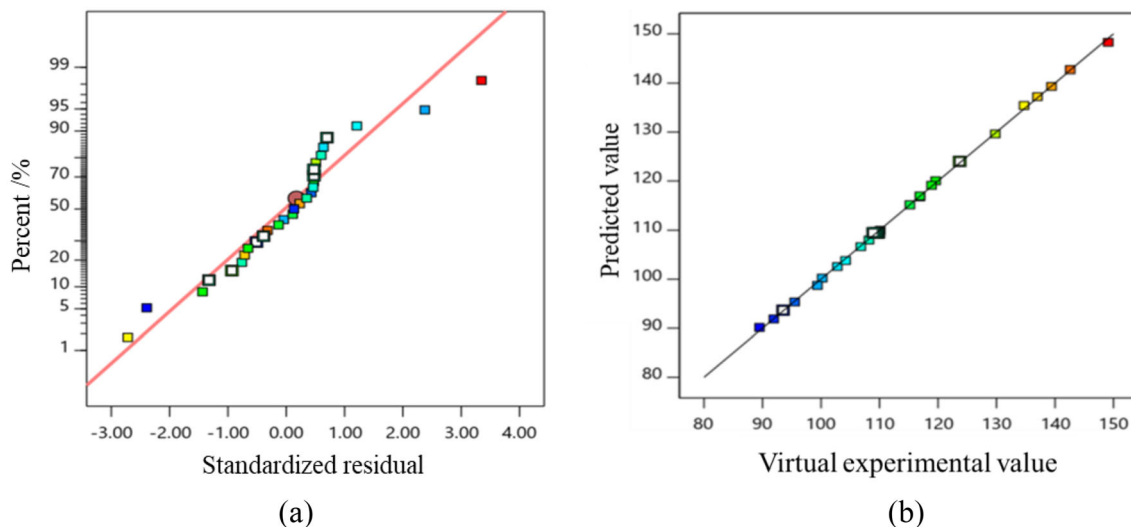 99
95
90
70
50
20
10
5
1
Percent /%
-3.00 -2.00 -1.00 0.00 1.00 2.00 3.00 4.00
Standardized residual
(a)
150
140
130
120
110
100
90
80
Predicted value
80 90 100 110 120 130 140 150
Virtual experimental value
(b)